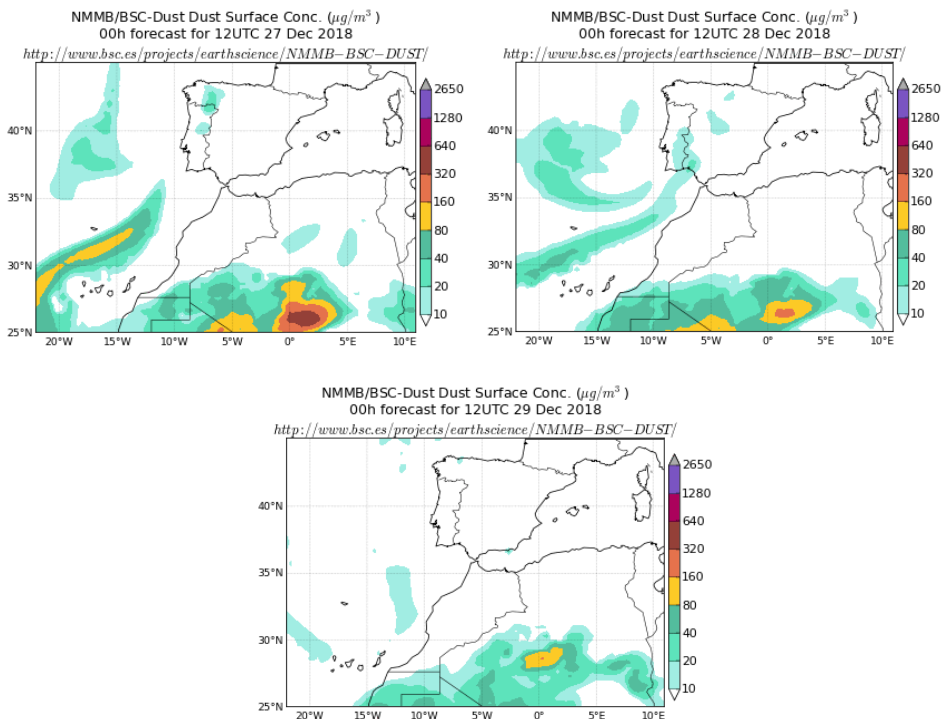 NMMB/BSC-Dust Dust Surface Conc. (μg/m³)
00h forecast for 12UTC 27 Dec 2018
http://www.bsc.es/projects/earthscience/NMMB-BSC-DUST/
40°N
35°N
30°N
25°N
20°W
15°W
10°W
5°W
0°
5°E
10°E
2650
1280
640
320
160
80
40
20
10
NMMB/BSC-Dust Dust Surface Conc. (μg/m³)
00h forecast for 12UTC 28 Dec 2018
http://www.bsc.es/projects/earthscience/NMMB-BSC-DUST/
40°N
35°N
30°N
25°N
20°W
15°W
10°W
5°W
0°
5°E
10°E
2650
1280
640
320
160
80
40
20
10
NMMB/BSC-Dust Dust Surface Conc. (μg/m³)
00h forecast for 12UTC 29 Dec 2018
http://www.bsc.es/projects/earthscience/NMMB-BSC-DUST/
40°N
35°N
30°N
25°N
20°W
15°W
10°W
5°W
0°
5°E
10°E
2650
1280
640
320
160
80
40
20
10